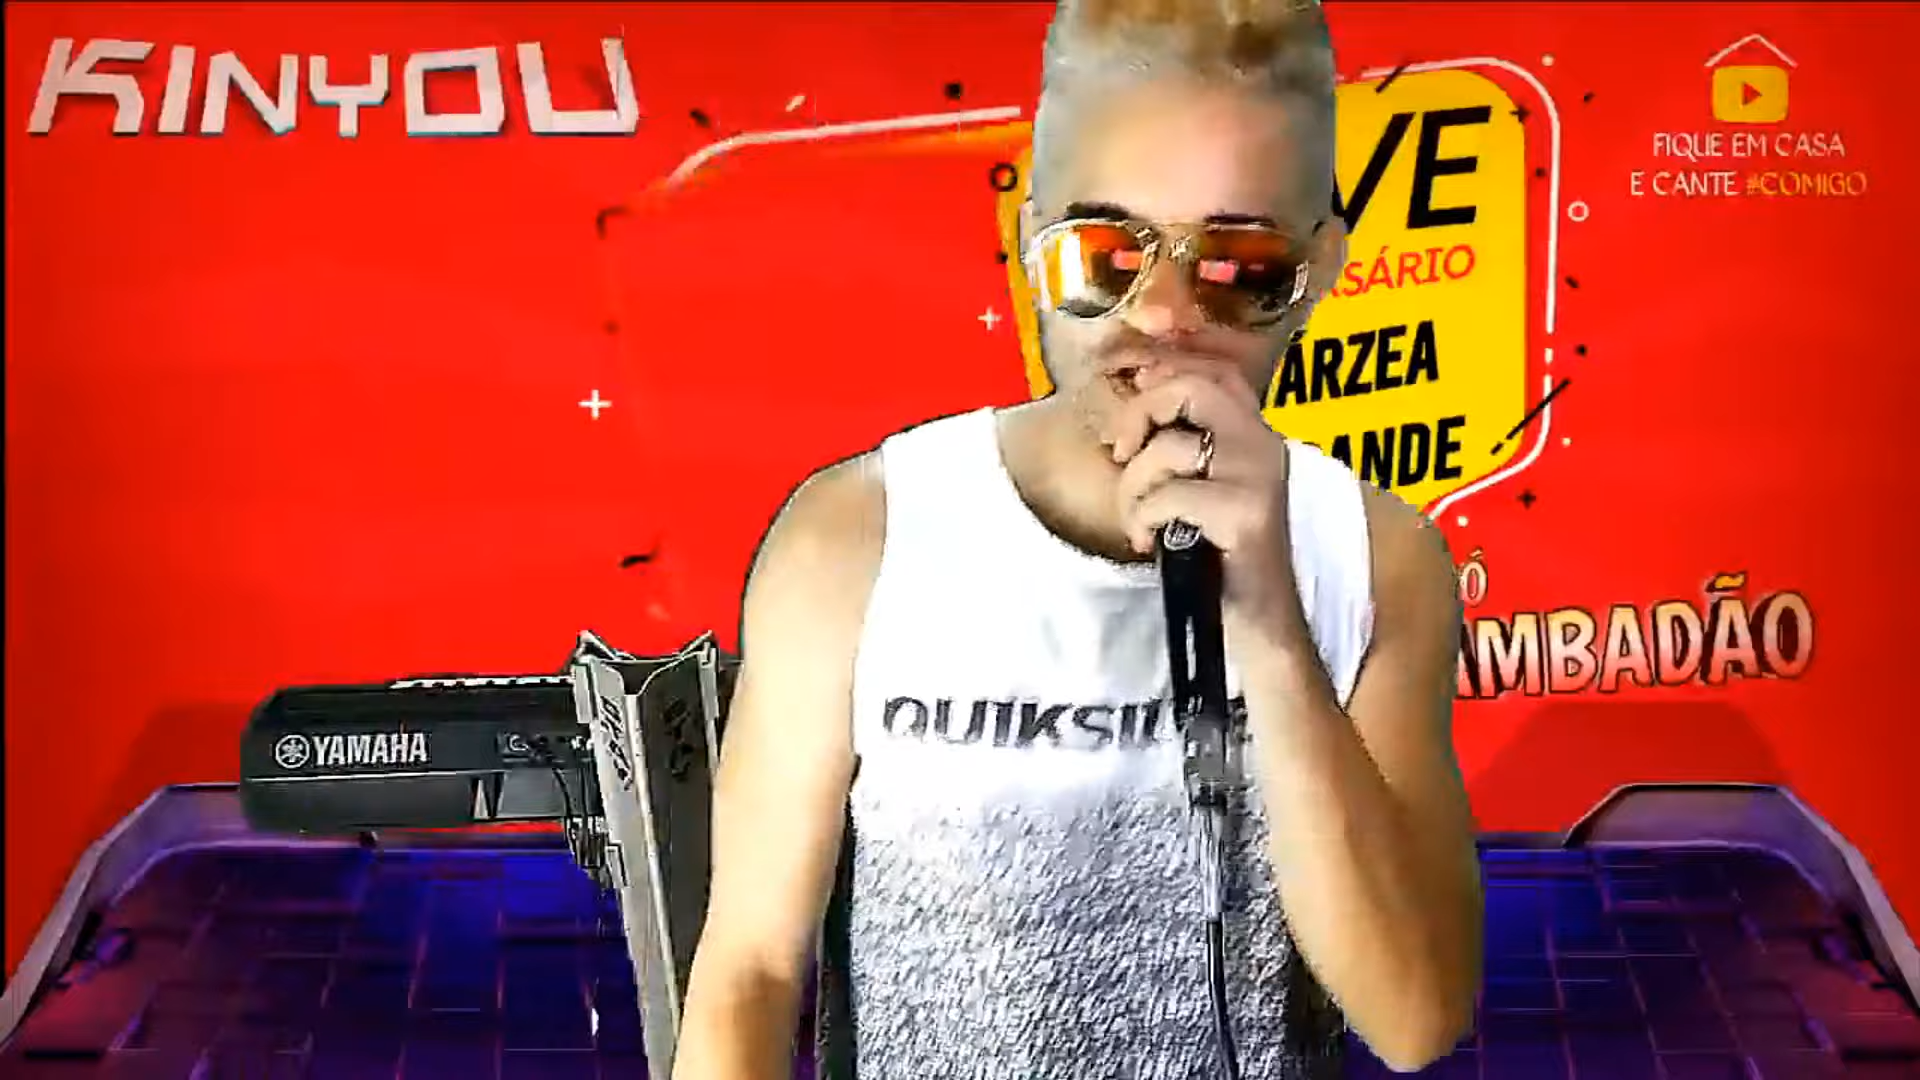 KINYOU
FIQUE EM CASA
E CANTE #COMIGO
VE
SÁRIO
ÁRZEA
ANDE
Ó
AMBADÃO
YAMAHA
QUIKSIL